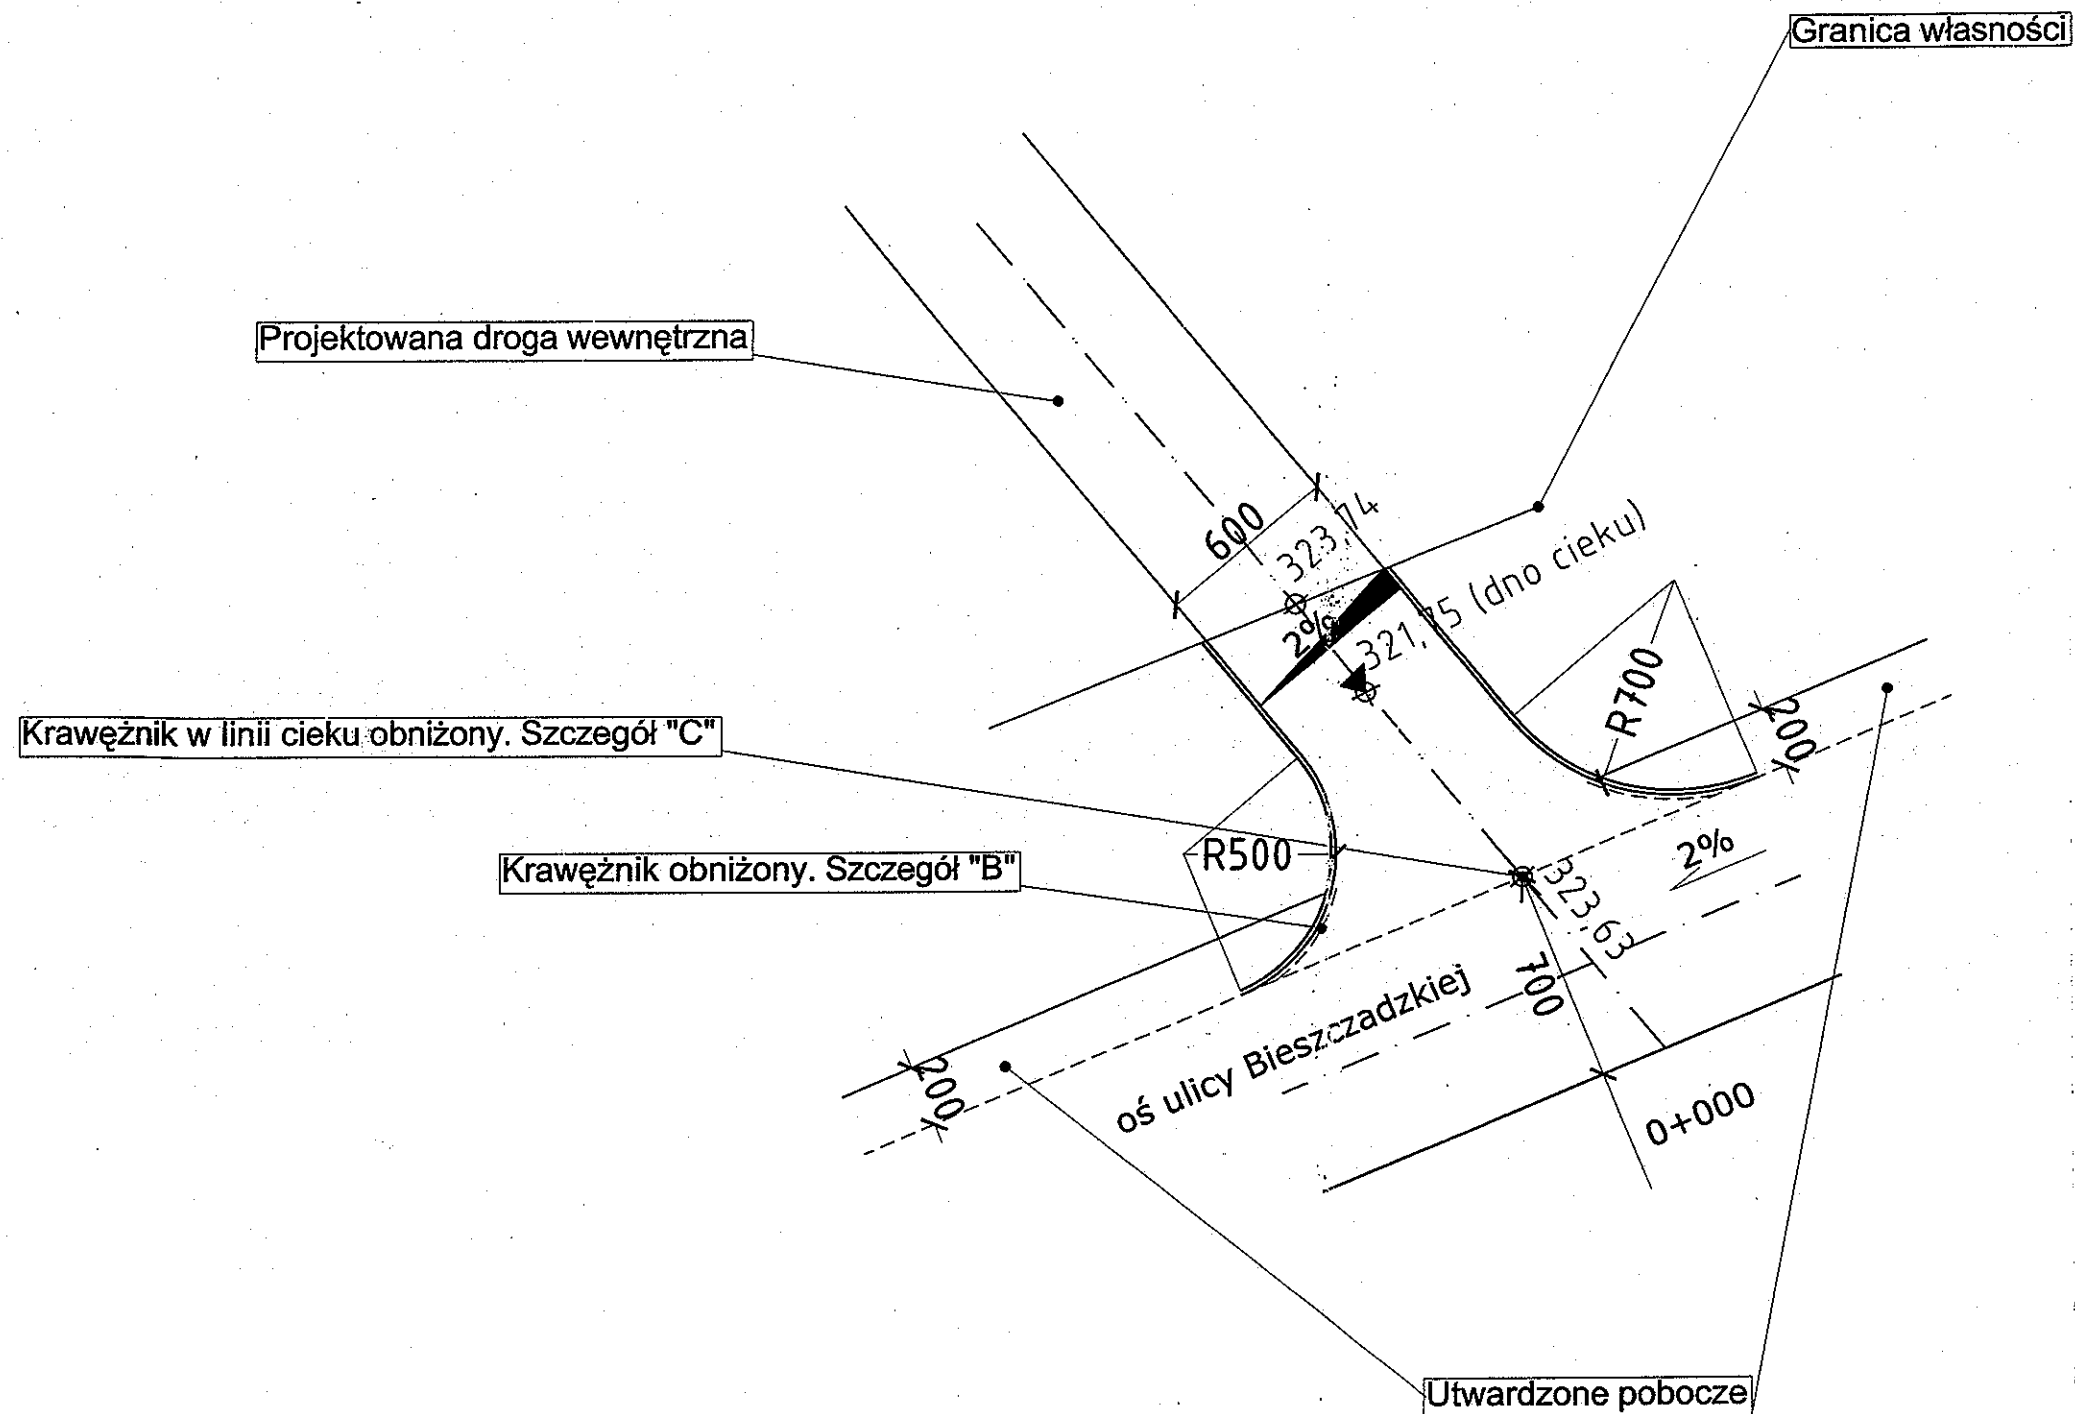 Granica własności
Projektowana droga wewnętrzna
600
323,74
2%
321,75 (dno cieku)
R700
200
Krawężnik w linii cieku obniżony. Szczegół "C"
Krawężnik obniżony. Szczegół "B"
R500
2%
323,63
700
oś ulicy Bieszczadzkiej
200
0+000
Utwardzone pobocze